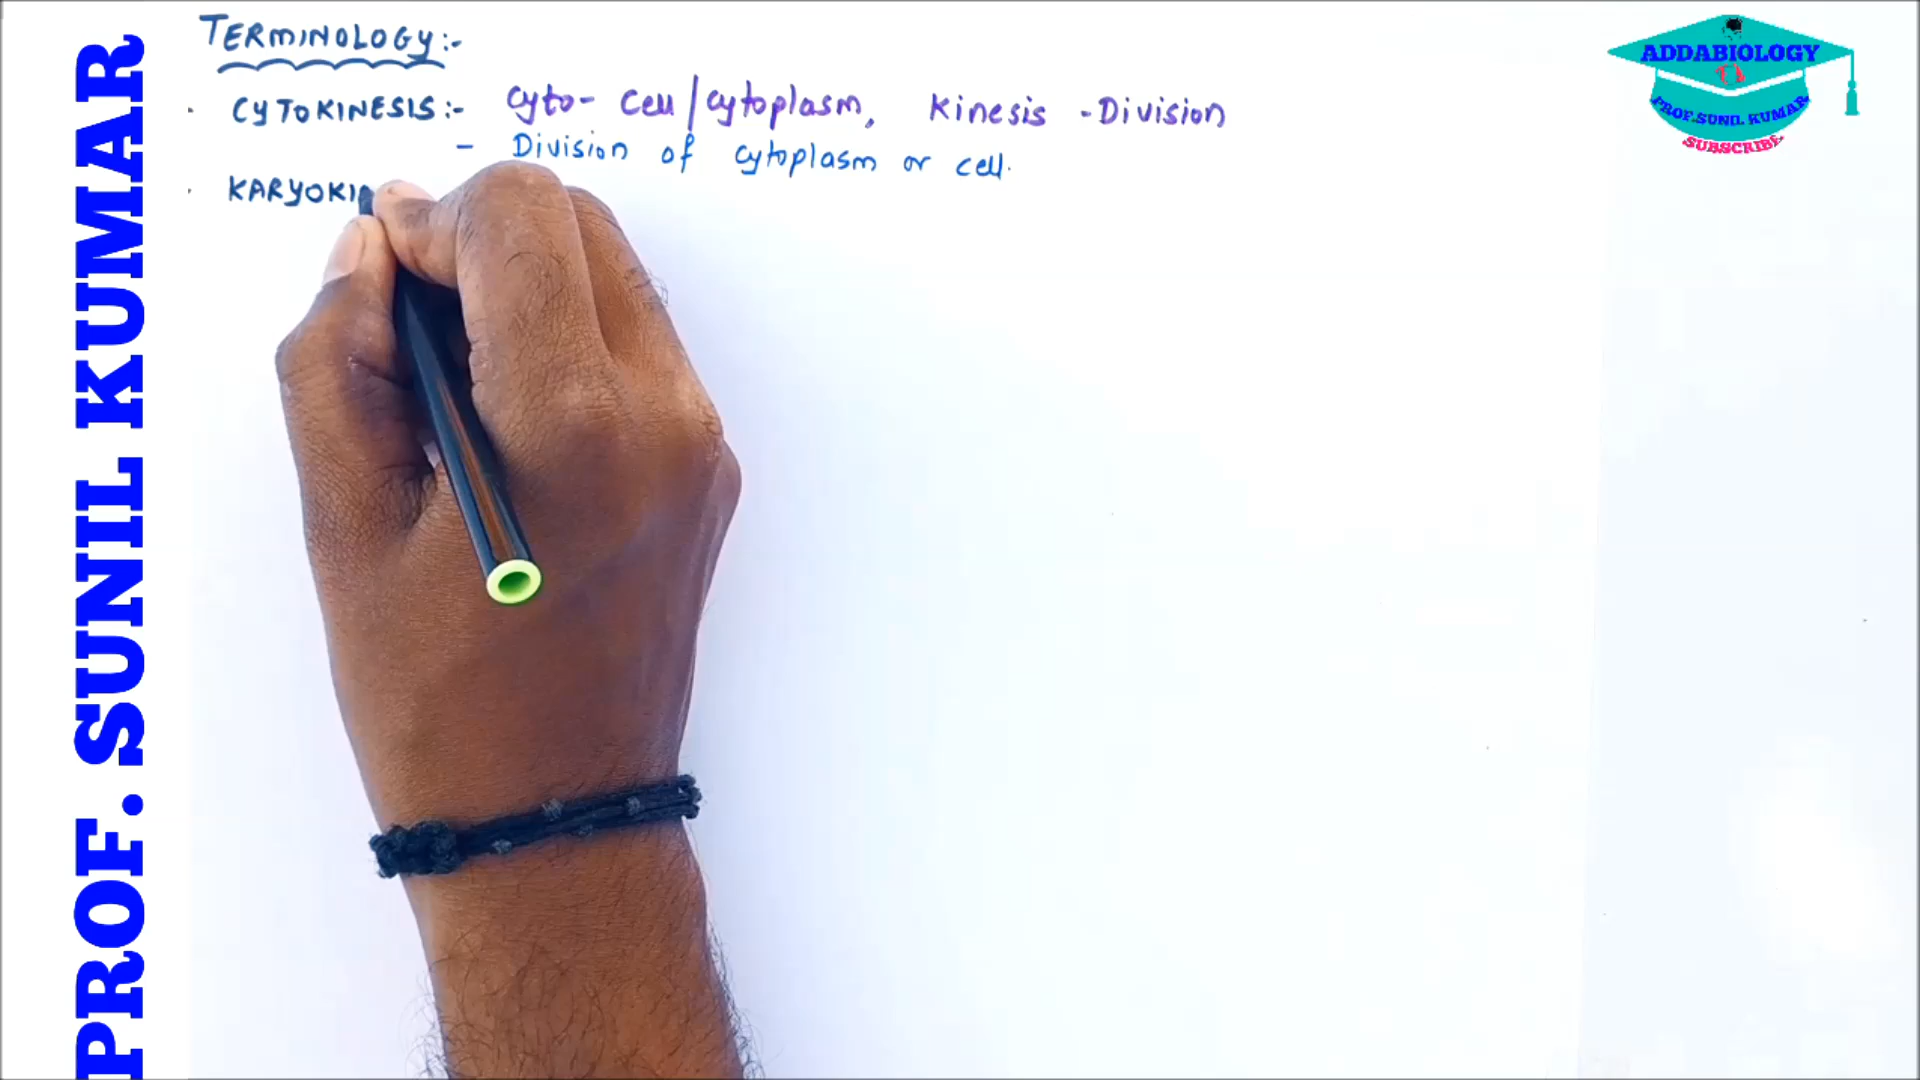 PROF. SUNIL KUMAR
TERMINOLOGY:-
· CYTOKINESIS:- Cyto- Cell/cytoplasm, Kinesis -Division
- Division of cytoplasm or cell.
· KARYOKI
ADDABIOLOGY
PROF.SUNIL KUMAR
SUBSCRIBE